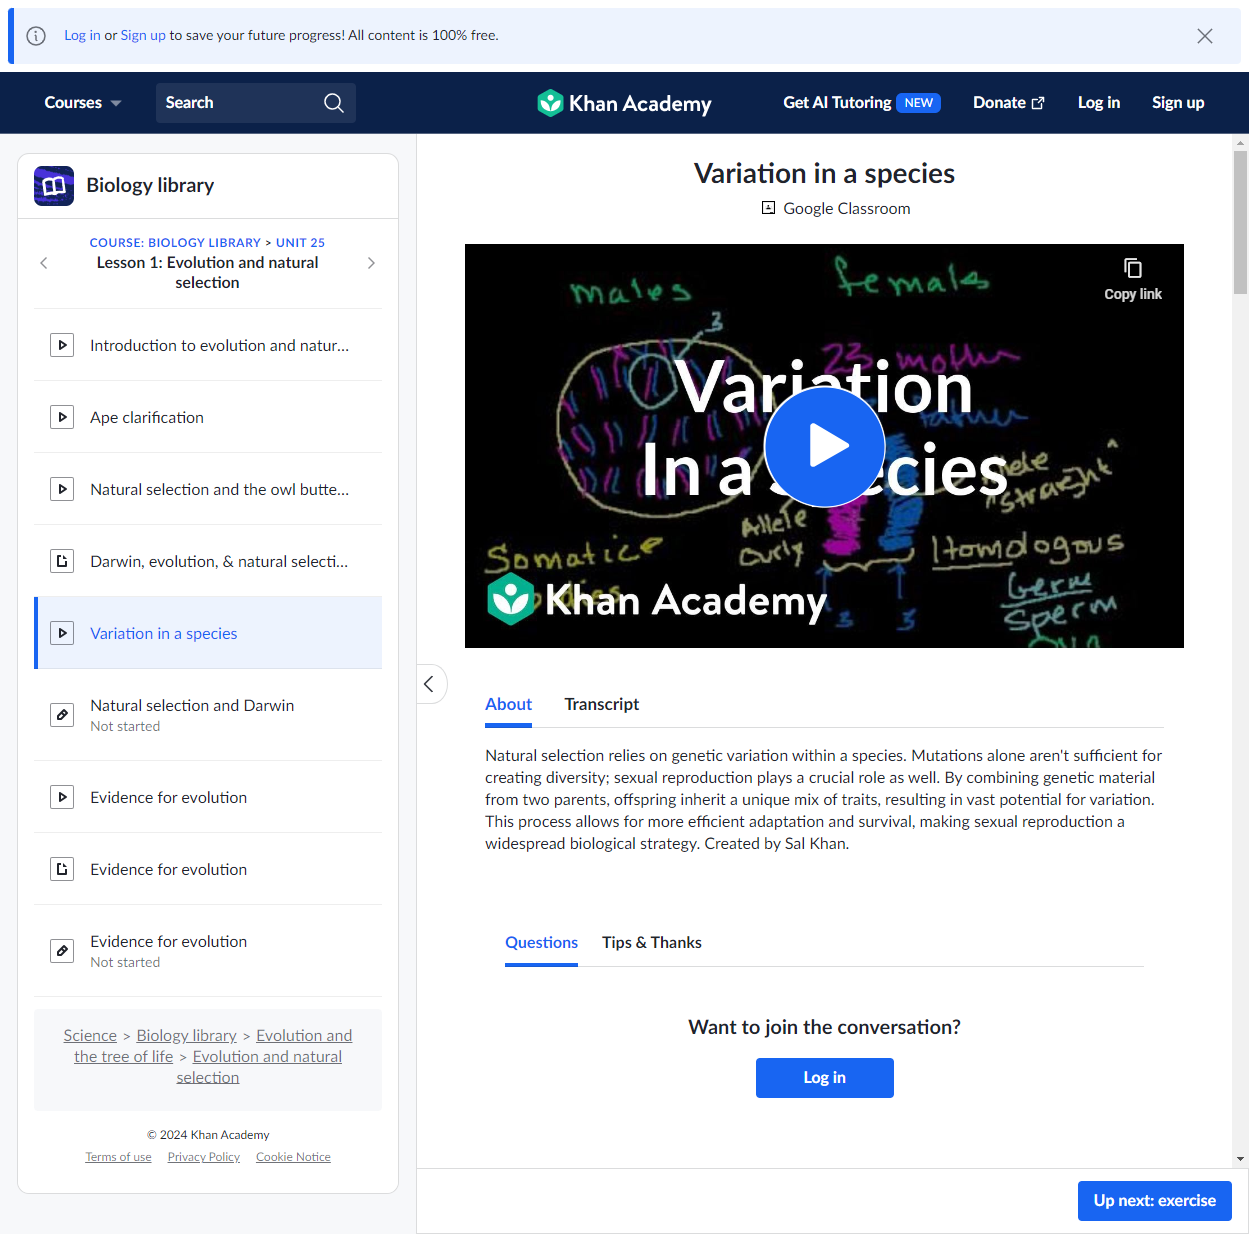 Log in or Sign up to save your future progress! All content is 100% free.
Courses
Search
Khan Academy
Get AI Tutoring NEW
Donate
Log in
Sign up
Biology library
COURSE: BIOLOGY LIBRARY > UNIT 25
Lesson 1: Evolution and natural
selection
Introduction to evolution and natur...
Ape clarification
Natural selection and the owl butte...
Darwin, evolution, & natural selecti...
Variation in a species
Natural selection and Darwin
Not started
Evidence for evolution
Evidence for evolution
Evidence for evolution
Not started
Science > Biology library > Evolution and
the tree of life > Evolution and natural
selection
© 2024 Khan Academy
Terms of use Privacy Policy Cookie Notice
Variation in a species
Google Classroom
males
females
Copy link
3
23 mother
father
Variation
In a Species
Allele
curly
straight
Somatic
Homologous
Germ
Sperm
Khan Academy
3
3
About
Transcript
Natural selection relies on genetic variation within a species. Mutations alone aren't sufficient for
creating diversity; sexual reproduction plays a crucial role as well. By combining genetic material
from two parents, offspring inherit a unique mix of traits, resulting in vast potential for variation.
This process allows for more efficient adaptation and survival, making sexual reproduction a
widespread biological strategy. Created by Sal Khan.
Questions
Tips & Thanks
Want to join the conversation?
Log in
Up next: exercise